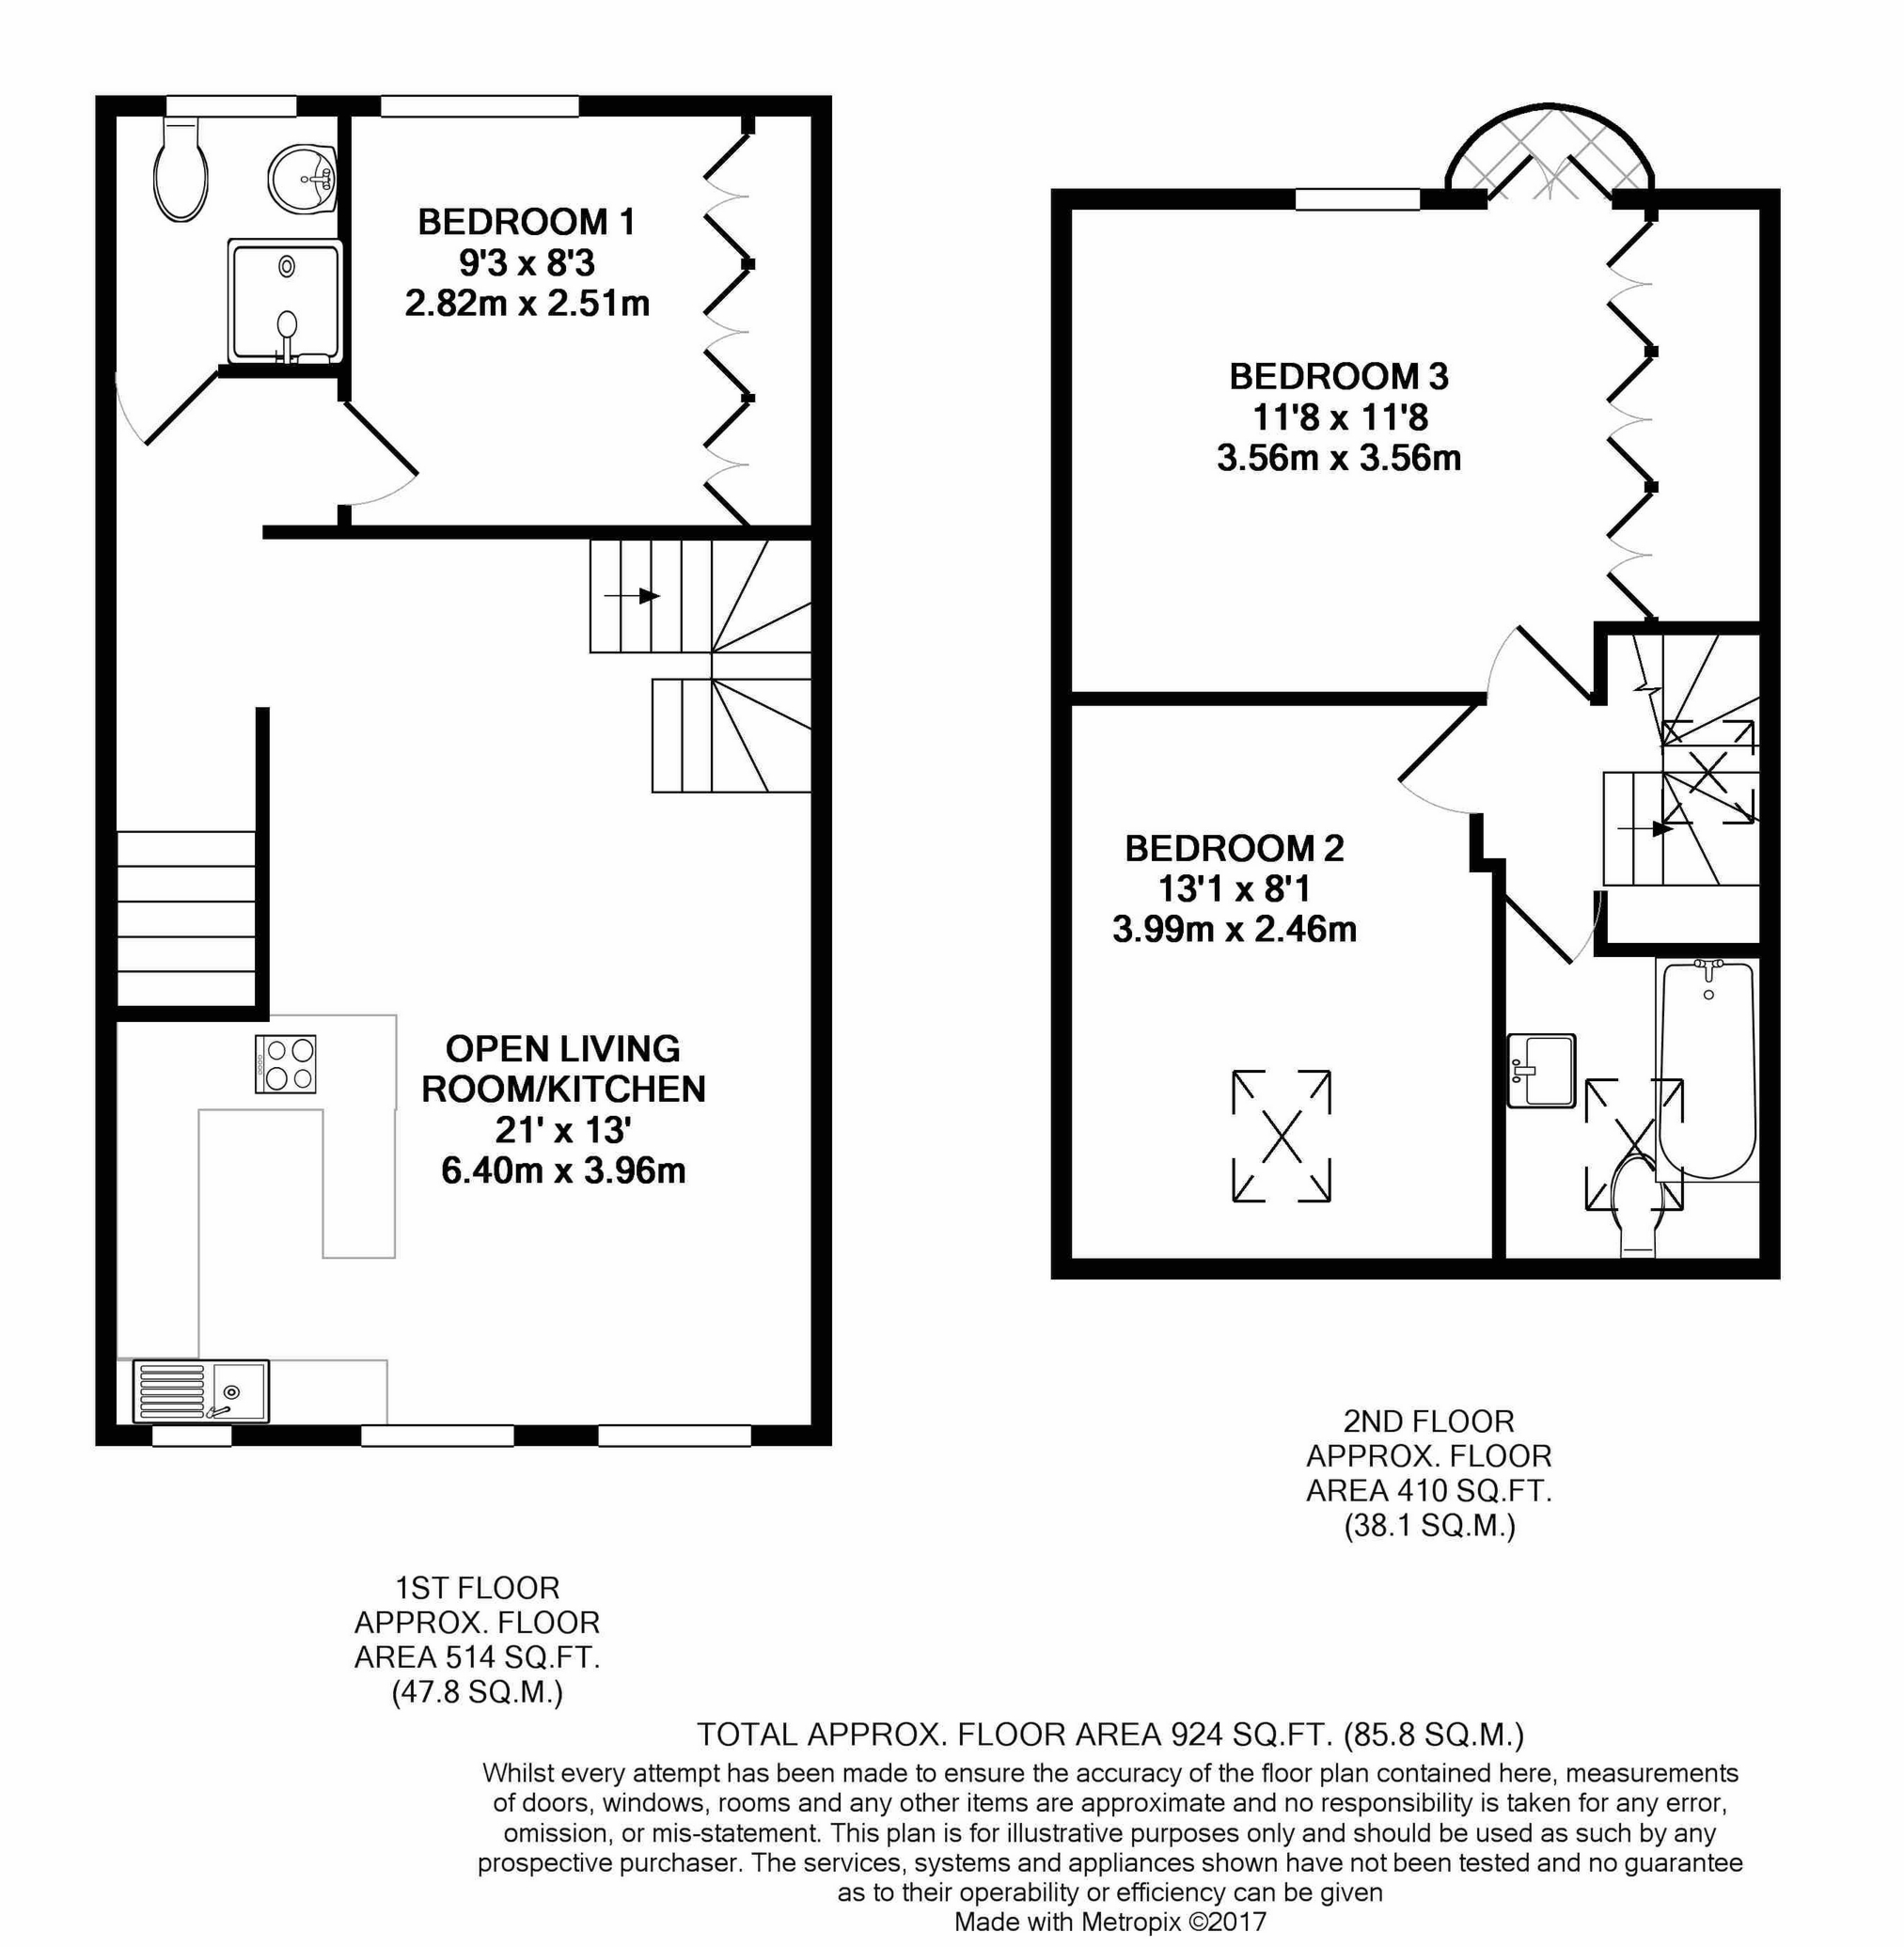 BEDROOM 1
9'3 x 8'3
2.82m x 2.51m
BEDROOM 3
11'8 x 11'8
3.56m x 3.56m
BEDROOM 2
13'1 x 8'1
3.99m x 2.46m
OPEN LIVING
ROOM/KITCHEN
21' x 13'
6.40m x 3.96m
2ND FLOOR
APPROX. FLOOR
AREA 410 SQ.FT.
(38.1 SQ.M.)
1ST FLOOR
APPROX. FLOOR
AREA 514 SQ.FT.
(47.8 SQ.M.)
TOTAL APPROX. FLOOR AREA 924 SQ.FT. (85.8 SQ.M.)
Whilst every attempt has been made to ensure the accuracy of the floor plan contained here, measurements
of doors, windows, rooms and any other items are approximate and no responsibility is taken for any error,
omission, or mis-statement. This plan is for illustrative purposes only and should be used as such by any
prospective purchaser. The services, systems and appliances shown have not been tested and no guarantee
as to their operability or efficiency can be given
Made with Metropix ©2017